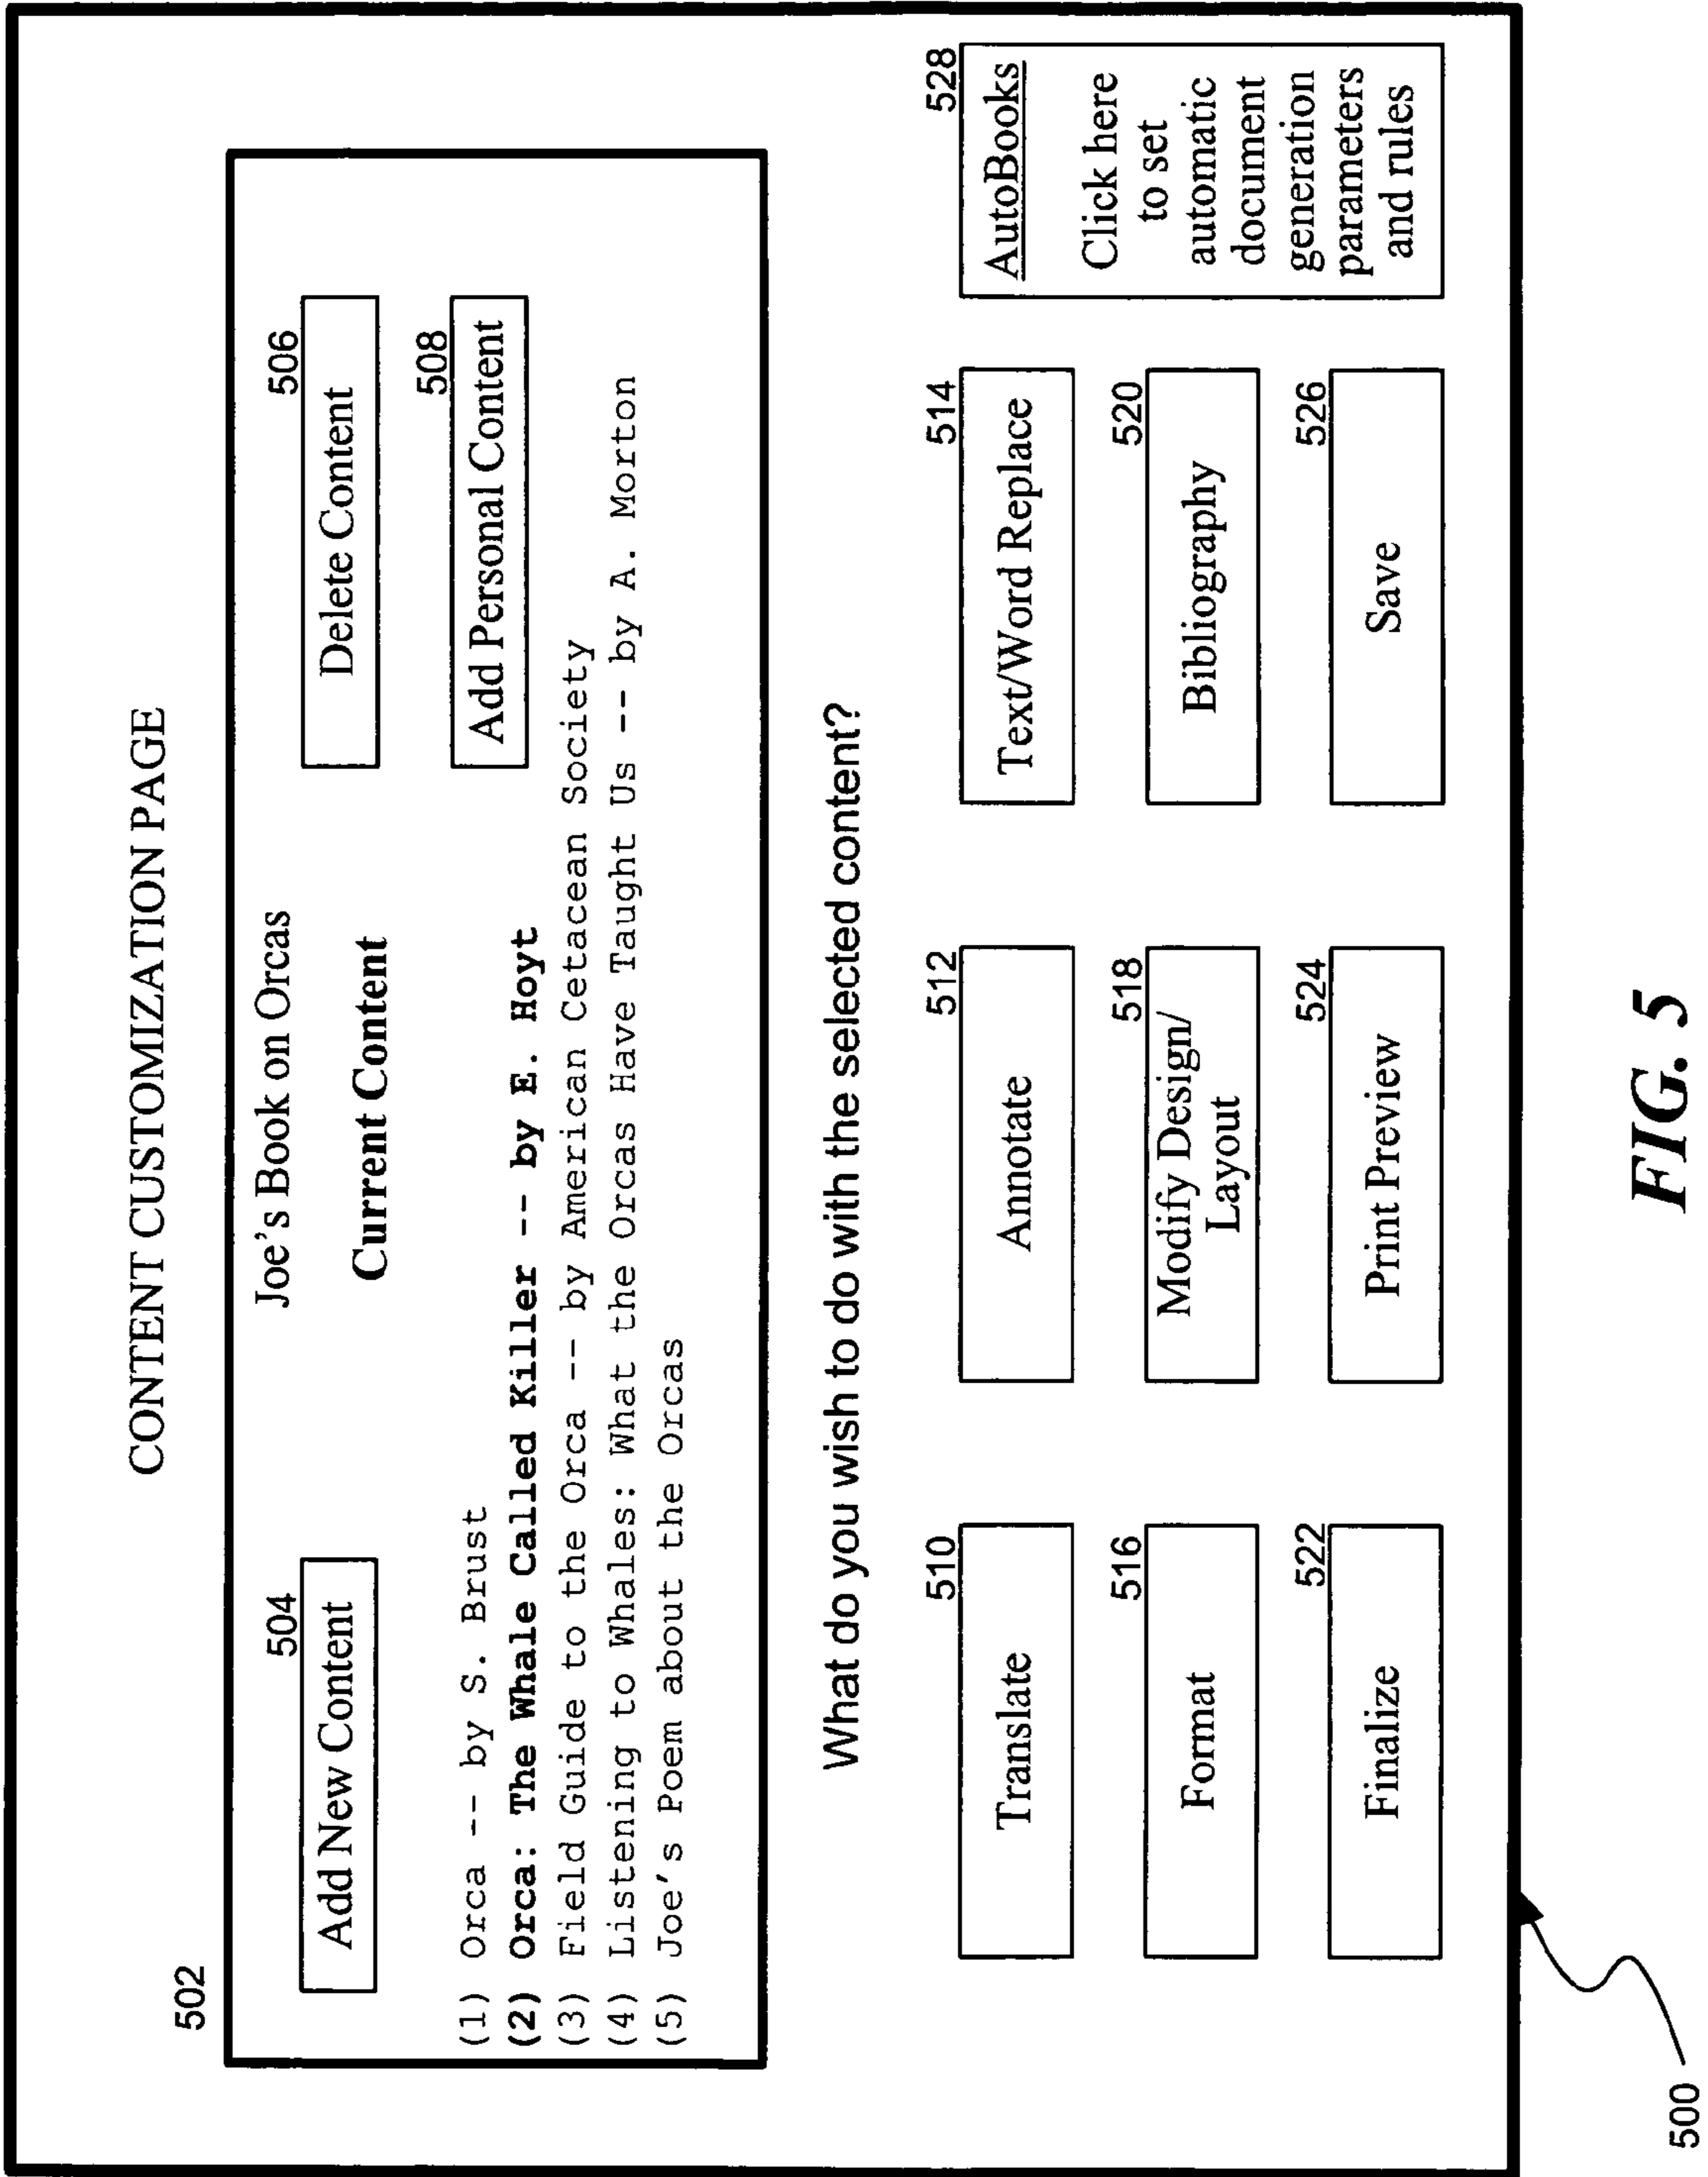 CONTENT CUSTOMIZATION PAGE
502
Joe's Book on Orcas
504
Add New Content
506
Delete Content
Current Content
508
Add Personal Content
(1) Orca -- by S. Brust
(2) Orca: The Whale Called Killer -- by E. Hoyt
(3) Field Guide to the Orca -- by American Cetacean Society
(4) Listening to Whales: What the Orcas Have Taught Us -- by A. Morton
(5) Joe's Poem about the Orcas
What do you wish to do with the selected content?
510
Translate
512
Annotate
514
Text/Word Replace
516
Format
518
Modify Design/
Layout
520
Bibliography
522
Finalize
524
Print Preview
526
Save
528
AutoBooks
Click here
to set
automatic
document
generation
parameters
and rules
500
FIG. 5